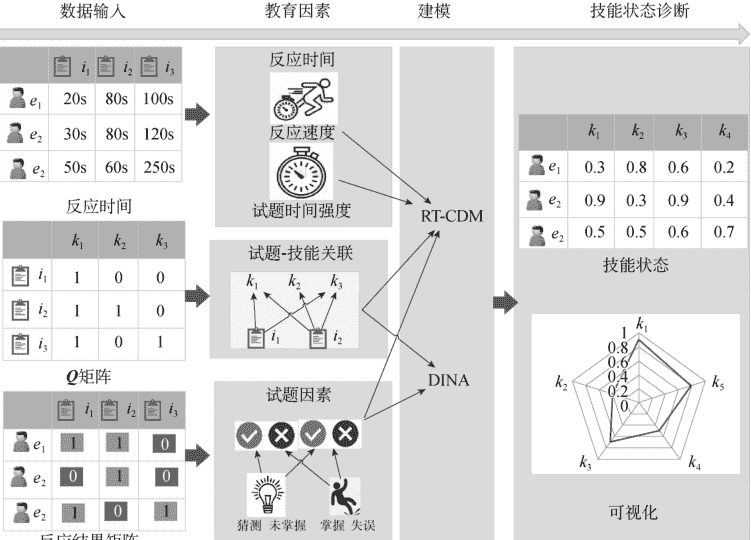 数据输入 教育因素 建模 技能状态诊断
i1 i2 i3
e1 20s 80s 100s
e2 30s 80s 120s
e2 50s 60s 250s
反应时间
k1 k2 k3
i1 1 0 0
i2 1 1 0
i3 1 0 1
Q矩阵
i1 i2 i3
e1 1 1 0
e2 0 1 0
e2 1 0 1
反应结果矩阵
反应时间
反应速度
试题时间强度
试题-技能关联
k1 k2 k3
i1 i2
试题因素
猜测 未掌握 掌握 失误
RT-CDM
DINA
k1 k2 k3 k4
e1 0.3 0.8 0.6 0.2
e2 0.9 0.3 0.9 0.4
e2 0.5 0.5 0.6 0.7
技能状态
k1
1
0.8
0.6
k2 0.4 k5
0.2
0
k3 k4
可视化